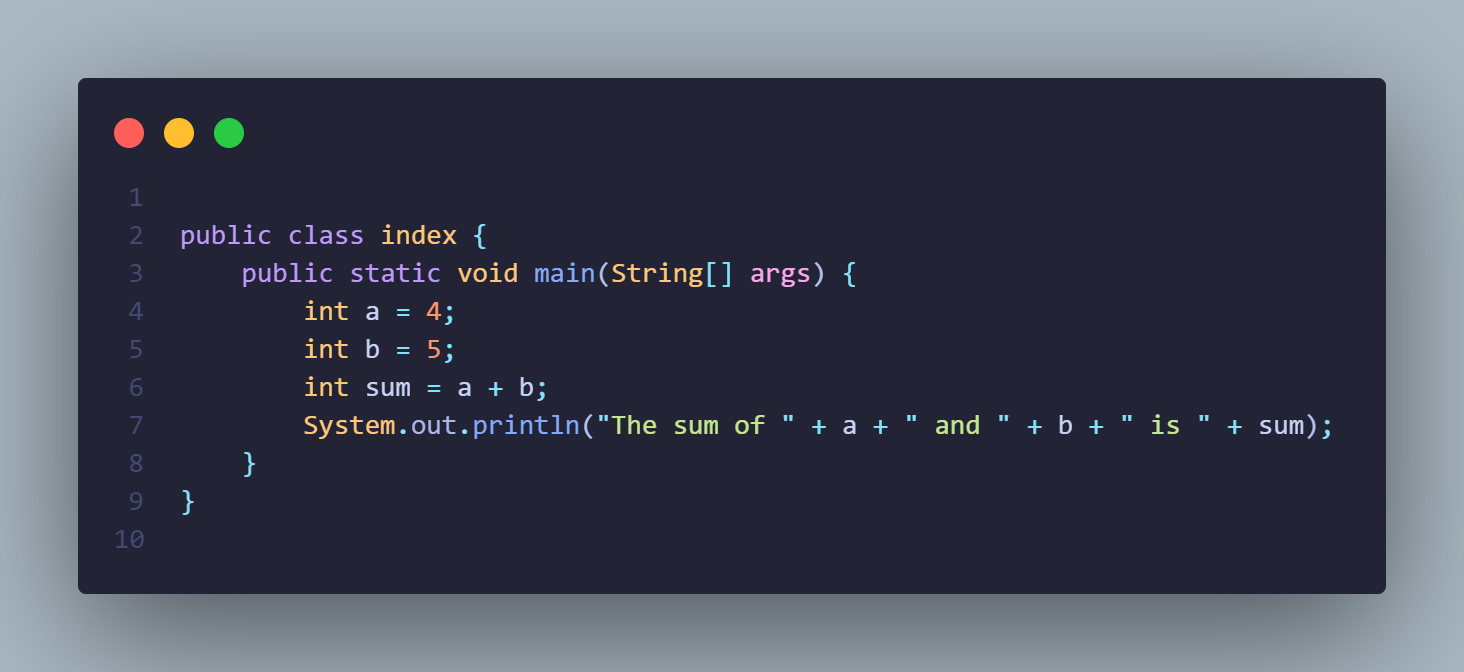 1
2 public class index {
3     public static void main(String[] args) {
4         int a = 4;
5         int b = 5;
6         int sum = a + b;
7         System.out.println("The sum of " + a + " and " + b + " is " + sum);
8     }
9 }
10